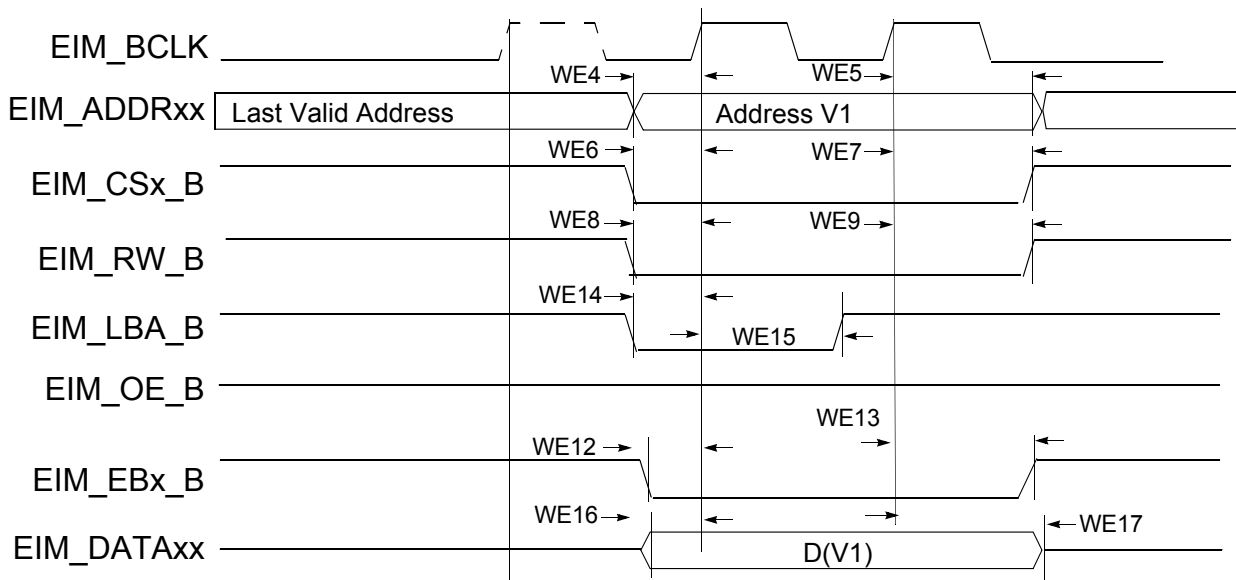 EIM_BCLK
WE4
WE5
EIM_ADDRxx
Last Valid Address
Address V1
WE6
WE7
EIM_CSx_B
WE8
WE9
EIM_RW_B
WE14
EIM_LBA_B
WE15
EIM_OE_B
WE13
WE12
EIM_EBx_B
WE16
WE17
EIM_DATAxx
D(V1)